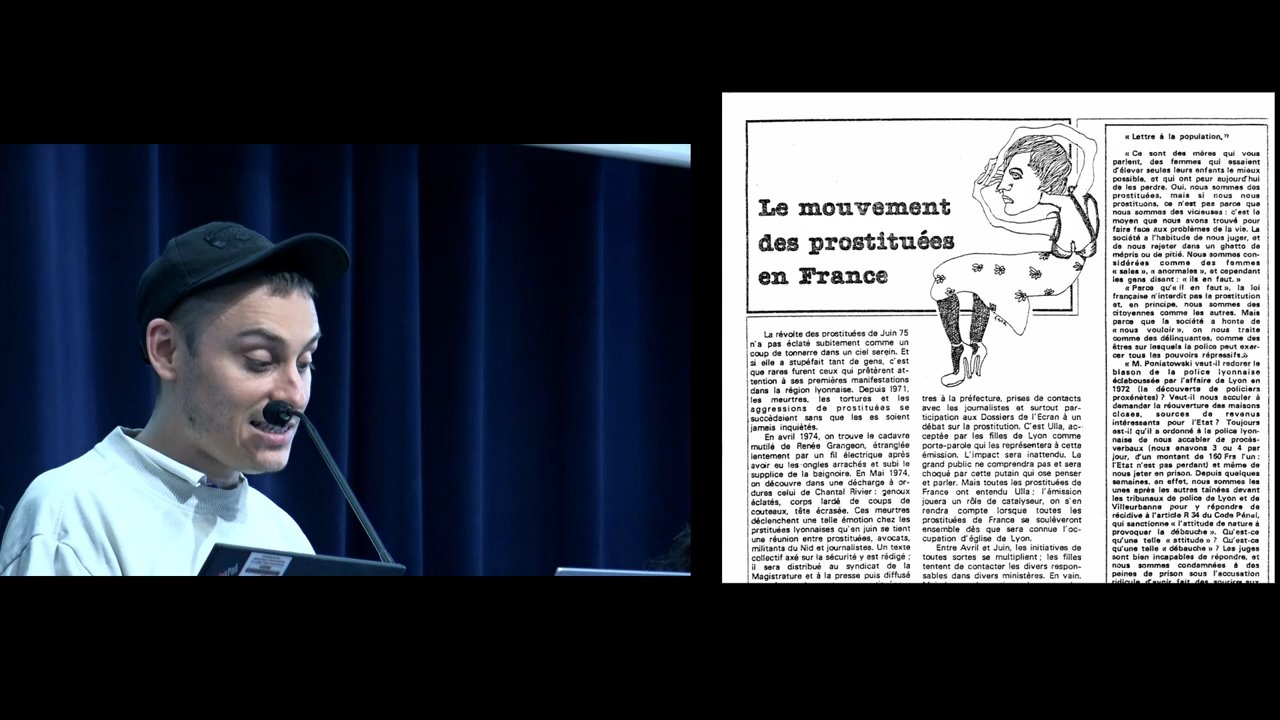 Le mouvement
des prostituées
en France
La révolte des prostituées de Juin 75
n'a pas éclaté subitement comme un
coup de tonnerre dans un ciel serein. Et
si elle a stupéfait tant de gens, c'est
que rares furent ceux qui prêtèrent at-
tention à ses premières manifestations
dans la région lyonnaise. Depuis 1971,
les meurtres, les tortures et les
aggressions de prostituées se
succèdaient sans que les es soient
jamais inquiétés.
En avril 1974, on trouve le cadavre
mutilé de Renée Grangeon, étranglée
lentement par un fil électrique après
avoir eu les ongles arrachés et subi le
supplice de la baignoire. En Mai 1974,
on découvre dans une décharge à or-
dures celui de Chantal Rivier : genoux
éclatés, corps lardé de coups de
couteaux, tête écrasée. Ces meurtres
déclenchent une telle émotion chez les
prstituées lyonnaises qu'en juin se tient
une réunion entre prostituées, avocats,
militants du Nid et journalistes. Un texte
collectif axé sur la sécurité y est rédigé ;
il sera distribué au syndicat de la
Magistrature et à la presse puis diffusé
tres à la préfecture, prises de contacts
avec les journalistes et surtout par-
ticipation aux Dossiers de l'Ecran à un
débat sur la prostitution. C'est Ulla, ac-
ceptée par les filles de Lyon comme
porte-parole qui les représentera à cette
émission. L'impact sera inattendu. Le
grand public ne comprendra pas et sera
choqué par cette putain qui ose penser
et parler. Mais toutes les prostituées de
France ont entendu Ulla ; l'émission
jouera un rôle de catalyseur, on s'en
rendra compte lorsque toutes les
prostituées de France se soulèveront
ensemble dès que sera connue l'oc-
cupation d'église de Lyon.
Entre Avril et Juin, les initiatives de
toutes sortes se multiplient ; les filles
tentent de contacter les divers respon-
sables dans divers ministères. En vain.
« Lettre à la population, »
« Ce sont des mères qui vous
parlent, des femmes qui essaient
d'élever seules leurs enfants le mieux
possible, et qui ont peur aujourd'hui
de les perdre. Oui, nous sommes des
prostituées, mais si nous nous
prostituons, ce n'est pas parce que
nous sommes des vicieuses : c'est le
moyen que nous avons trouvé pour
faire face aux problèmes de la vie. La
société a l'habitude de nous juger, et
de nous rejeter dans un ghetto de
mépris ou de pitié. Nous sommes con-
sidérées comme des femmes
« sales », « anormales », et cependant
les gens disent : « ils en faut. »
« Parce qu'« il en faut », la loi
française n'interdit pas la prostitution
et, en principe, nous sommes des
citoyennes comme les autres. Mais
parce que la société a honte de
« nous vouloir », on nous traite
comme des délinquantes, comme des
êtres sur lesquels la police peut exer-
cer tous les pouvoirs répressifs.»
« M. Poniatowski veut-il redorer le
blason de la police lyonnaise
éclaboussée par l'affaire de Lyon en
1972 (la découverte de policiers
proxénètes) ? Veut-il nous acculer à
demander la réouverture des maisons
closes, sources de revenus
intéressants pour l'Etat ? Toujours
est-il qu'il a ordonné à la police lyon-
naise de nous accabler de procès-
verbaux (nous enavons 3 ou 4 par
jour, d'un montant de 160 Frs l'un :
l'Etat n'est pas perdant) et même de
nous jeter en prison. Depuis quelques
semaines, en effet, nous sommes les
unes après les autres taînées devant
les tribunaux de police de Lyon et de
Villeurbanne pour y répondre de
récidive à l'article R 34 du Code Pénal,
qui sanctionne « l'attitude de nature à
provoquer la débauche ». Qu'est-ce
qu'une telle « attitude » ? Qu'est-ce
qu'une telle « débauche » ? Les juges
sont bien incapables de répondre, et
nous sommes condamnées à des
peines de prison sous l'accusation
ridicule d'avoir fait des sourires aux